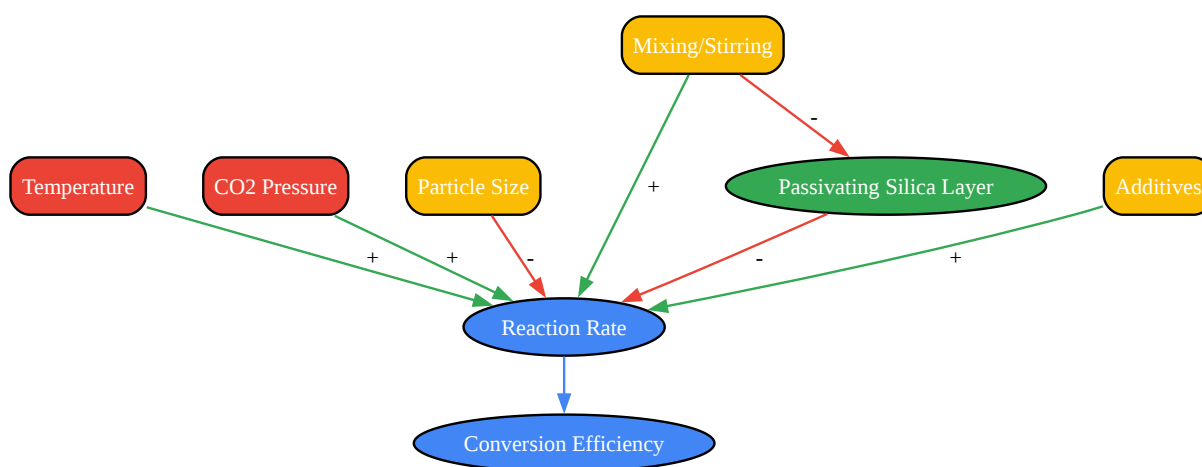 Mixing/Stirring
-
Temperature
CO2 Pressure
Particle Size
+
Passivating Silica Layer
Additives
+
+
-
-
+
Reaction Rate
Conversion Efficiency